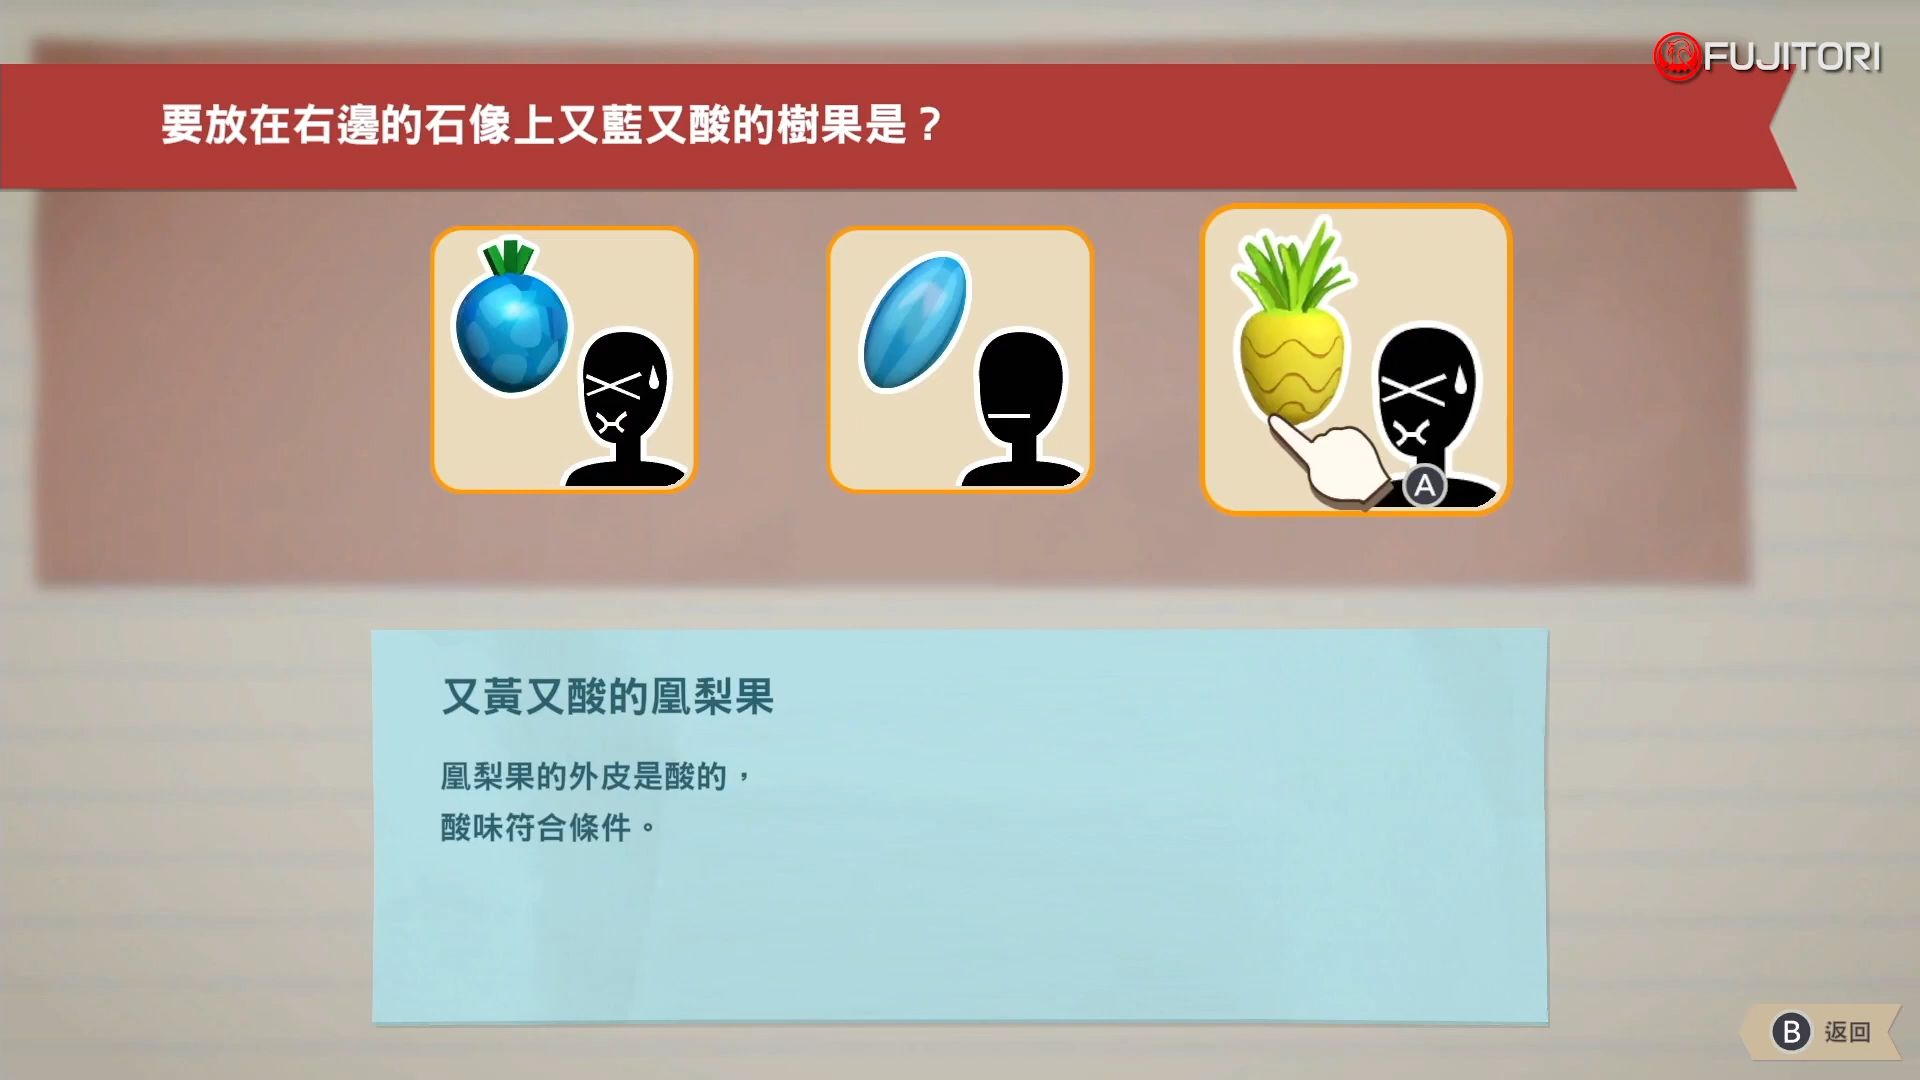 FUJITORI
要放在右邊的石像上又藍又酸的樹果是？
A
又黃又酸的凰梨果
凰梨果的外皮是酸的，
酸味符合條件。
B 返回